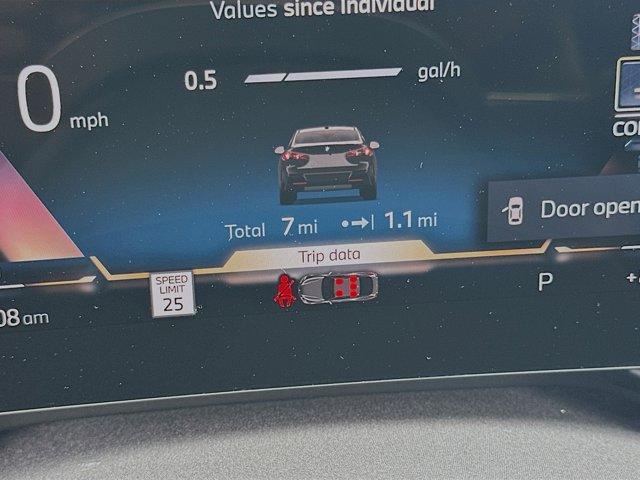 Values since Individual
0.5 gal/h
0 mph
Total 7 mi 1.1 mi
Door open
Trip data
SPEED
LIMIT
25
P
08 am